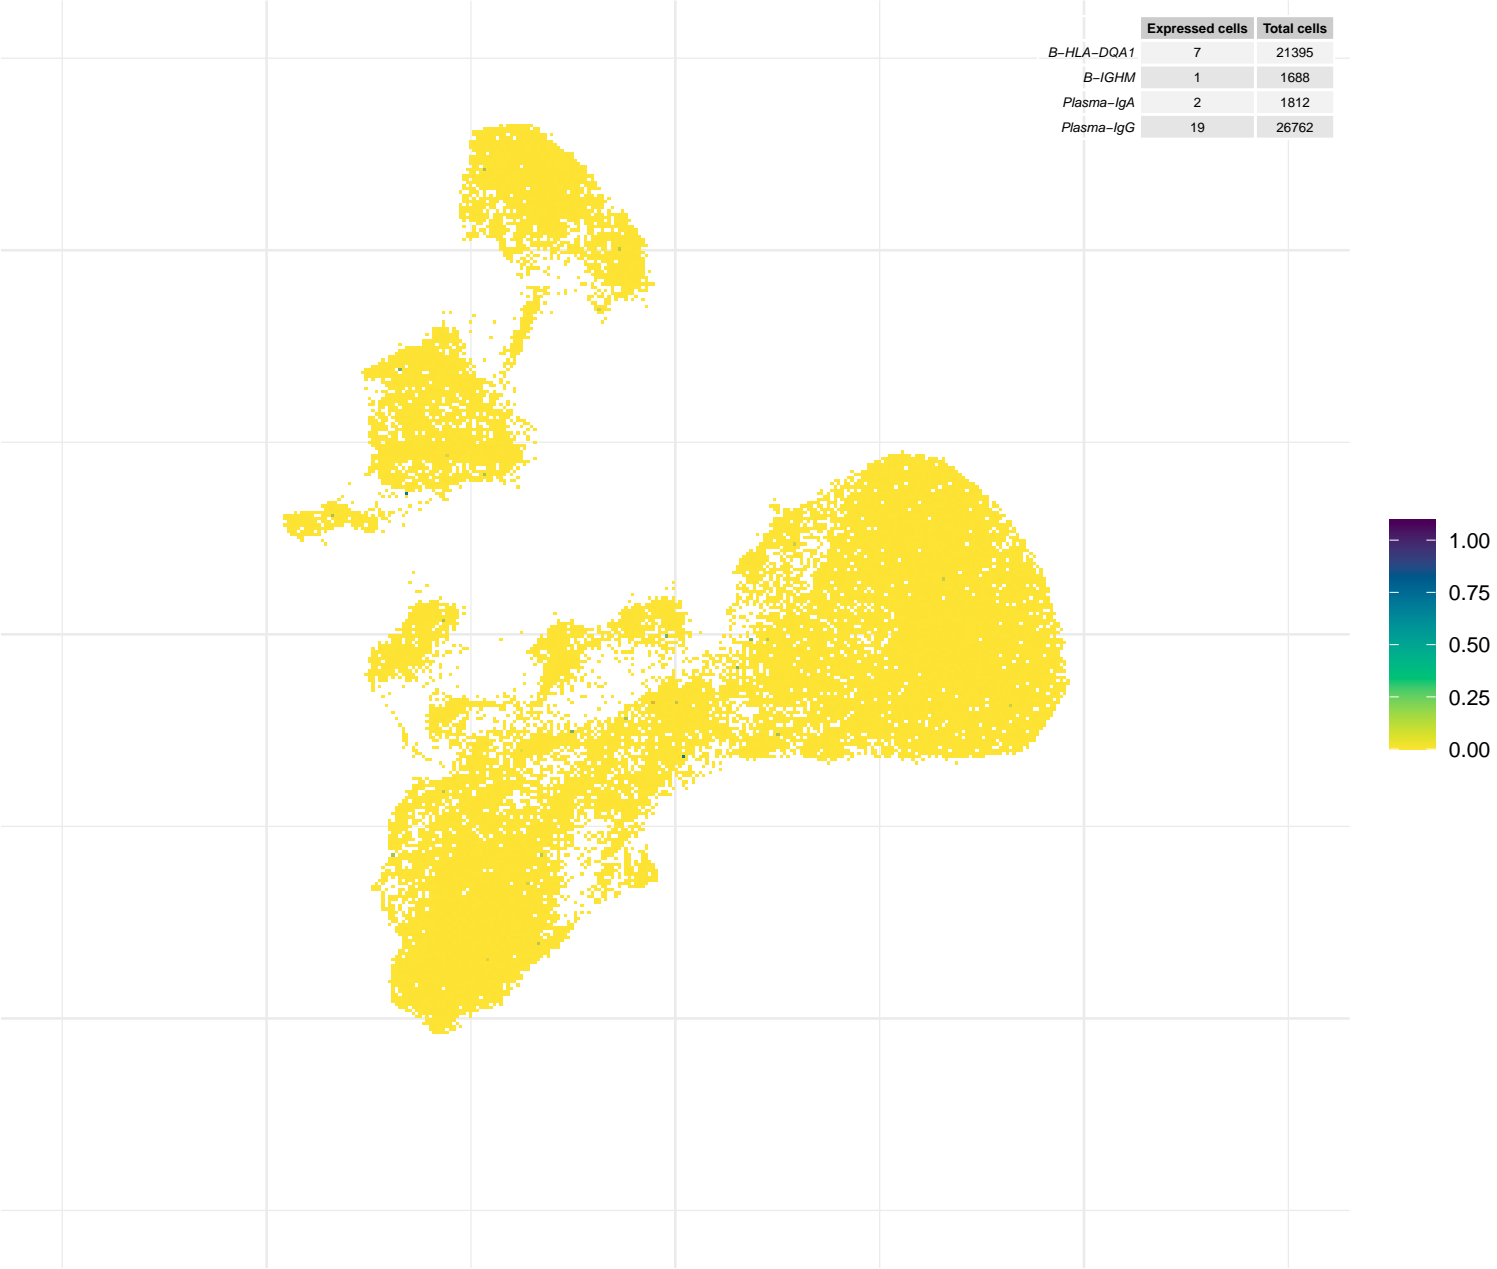 Expressed cells Total cells
B−HLA−DQA1 7 21395
B−IGHM 1 1688
Plasma−IgA 2 1812
Plasma−IgG 19 26762
1.00
0.75
0.50
0.25
0.00